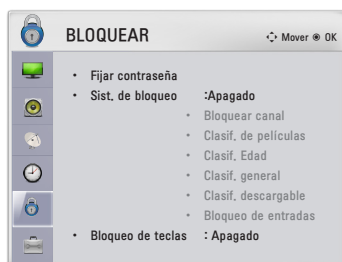 BLOQUEAR
Mover ◉ OK
• Fijar contraseña
• Sist. de bloqueo :Apagado
• Bloquear canal
• Clasif. de películas
• Clasif. Edad
• Clasif. general
• Clasif. descargable
• Bloqueo de entradas
• Bloqueo de teclas : Apagado